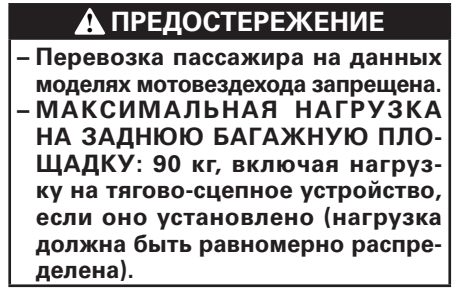 ПРЕДОСТЕРЕЖЕНИЕ
– Перевозка пассажира на данных
моделях мотовездехода запрещена.
– МАКСИМАЛЬНАЯ НАГРУЗКА
НА ЗАДНЮЮ БАГАЖНУЮ ПЛО-
ЩАДКУ: 90 кг, включая нагруз-
ку на тягово-сцепное устройство,
если оно установлено (нагрузка
должна быть равномерно распре-
делена).